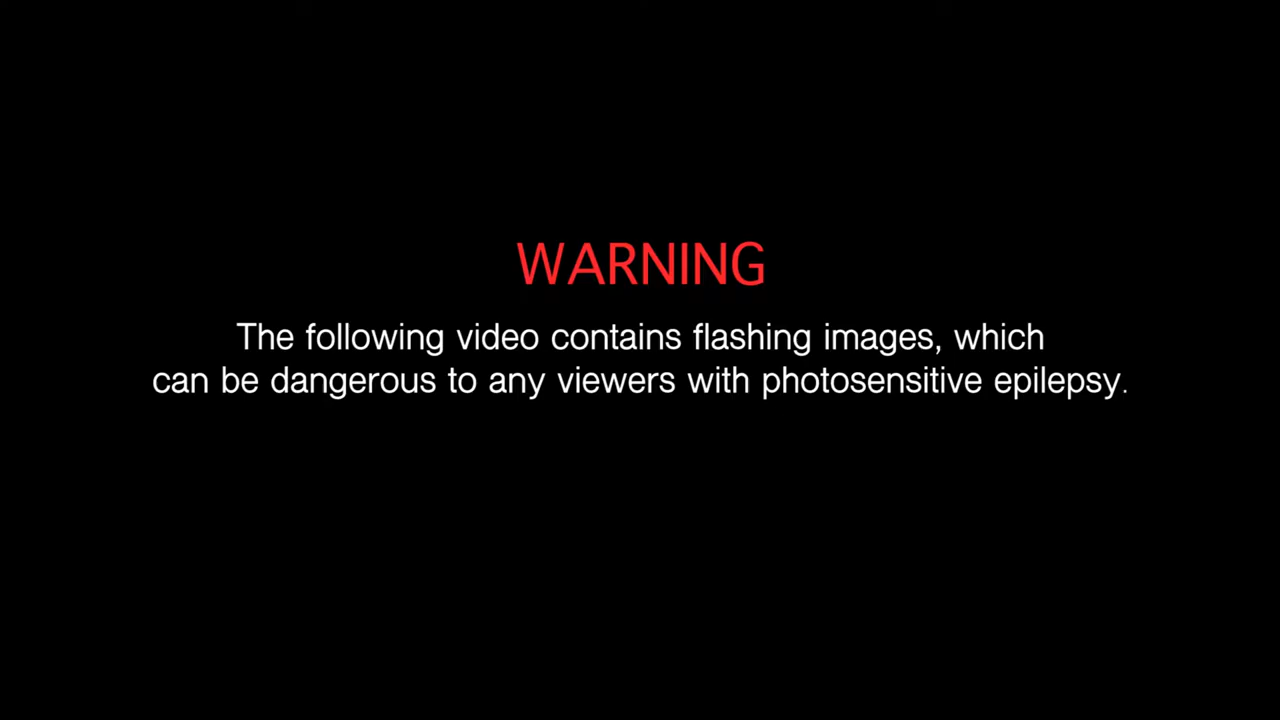 WARNING
The following video contains flashing images, which
can be dangerous to any viewers with photosensitive epilepsy.